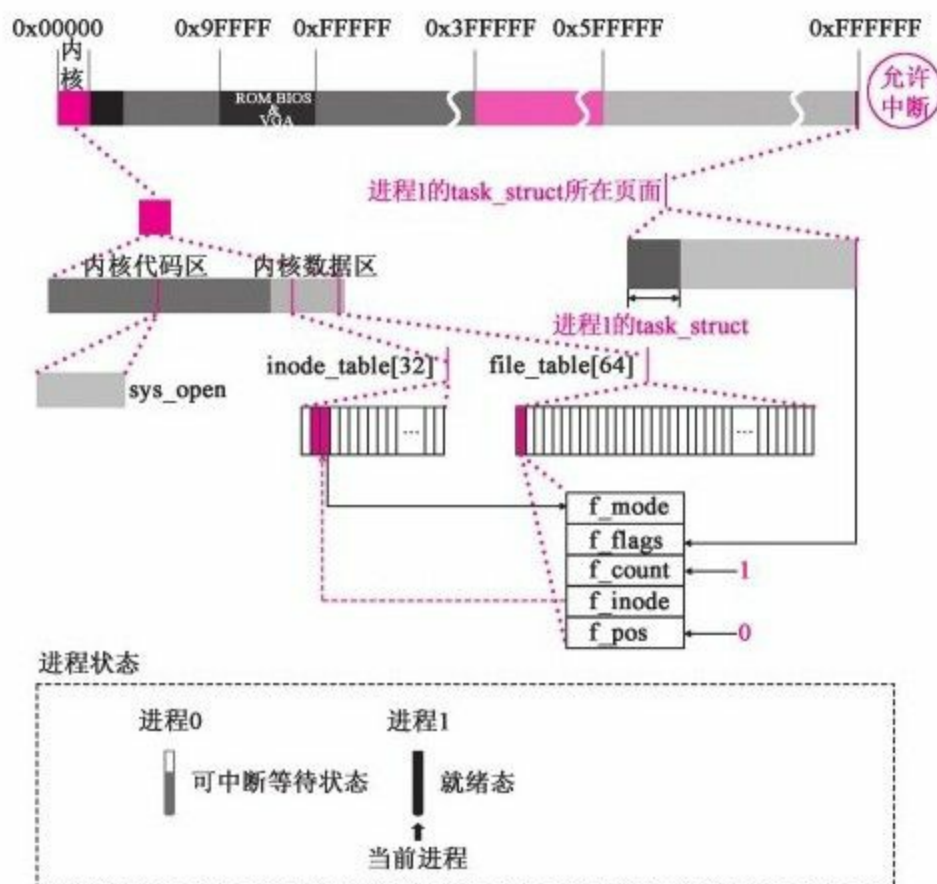 0x00000 0x9FFFF 0xFFFFF 0x3FFFFF 0x5FFFFF 0xFFFFFF
内
核
允许
中断
ROM BIOS
&
VGA
进程1的task_struct所在页面
内核代码区 内核数据区
进程1的task_struct
inode_table[32] file_table[64]
sys_open
... ...
f_mode
f_flags
f_count 1
f_inode
f_pos 0
进程状态
进程0 进程1
可中断等待状态 就绪态
当前进程